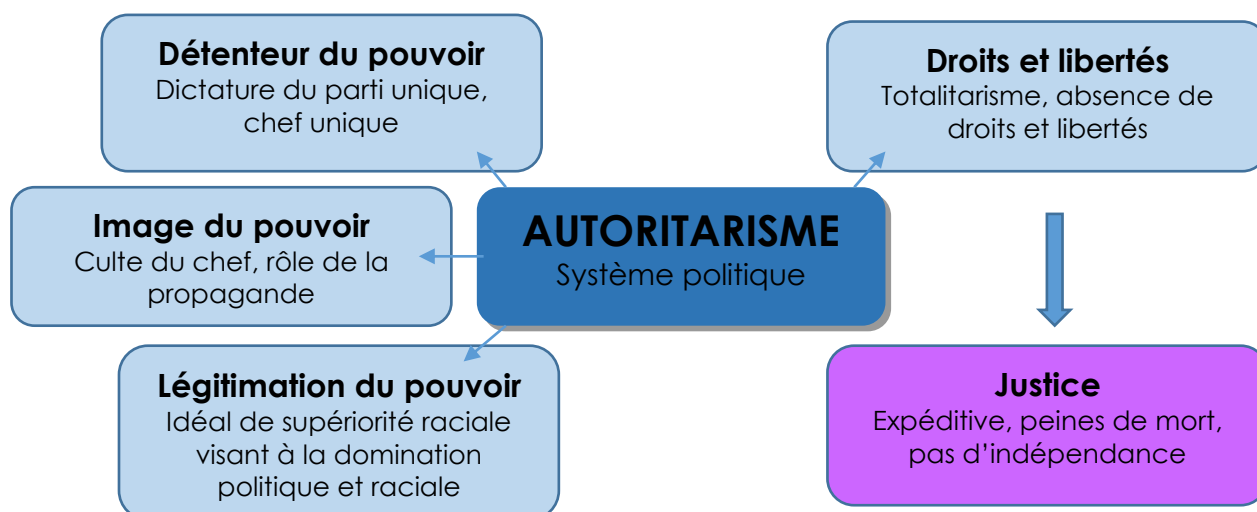 Détenteur du pouvoir
Dictature du parti unique,
chef unique
Droits et libertés
Totalitarisme, absence de
droits et libertés
Image du pouvoir
Culte du chef, rôle de la
propagande
AUTORITARISME
Système politique
Légitimation du pouvoir
Idéal de supériorité raciale
visant à la domination
politique et raciale
Justice
Expéditive, peines de mort,
pas d’indépendance